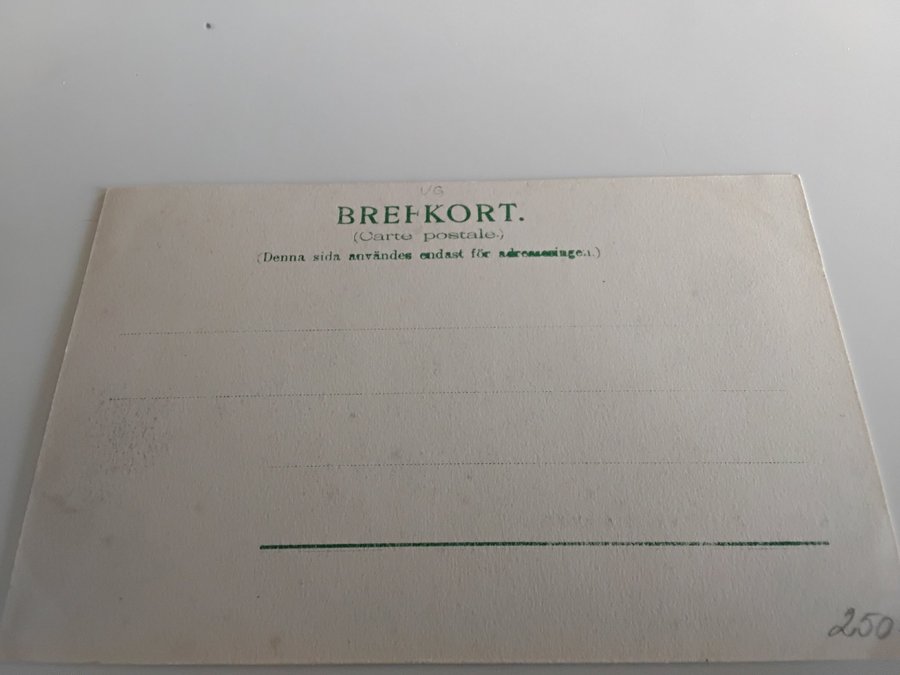 VG
BREFKORT.
(Carte postale.)
(Denna sida användes endast för adresseringen.)
250